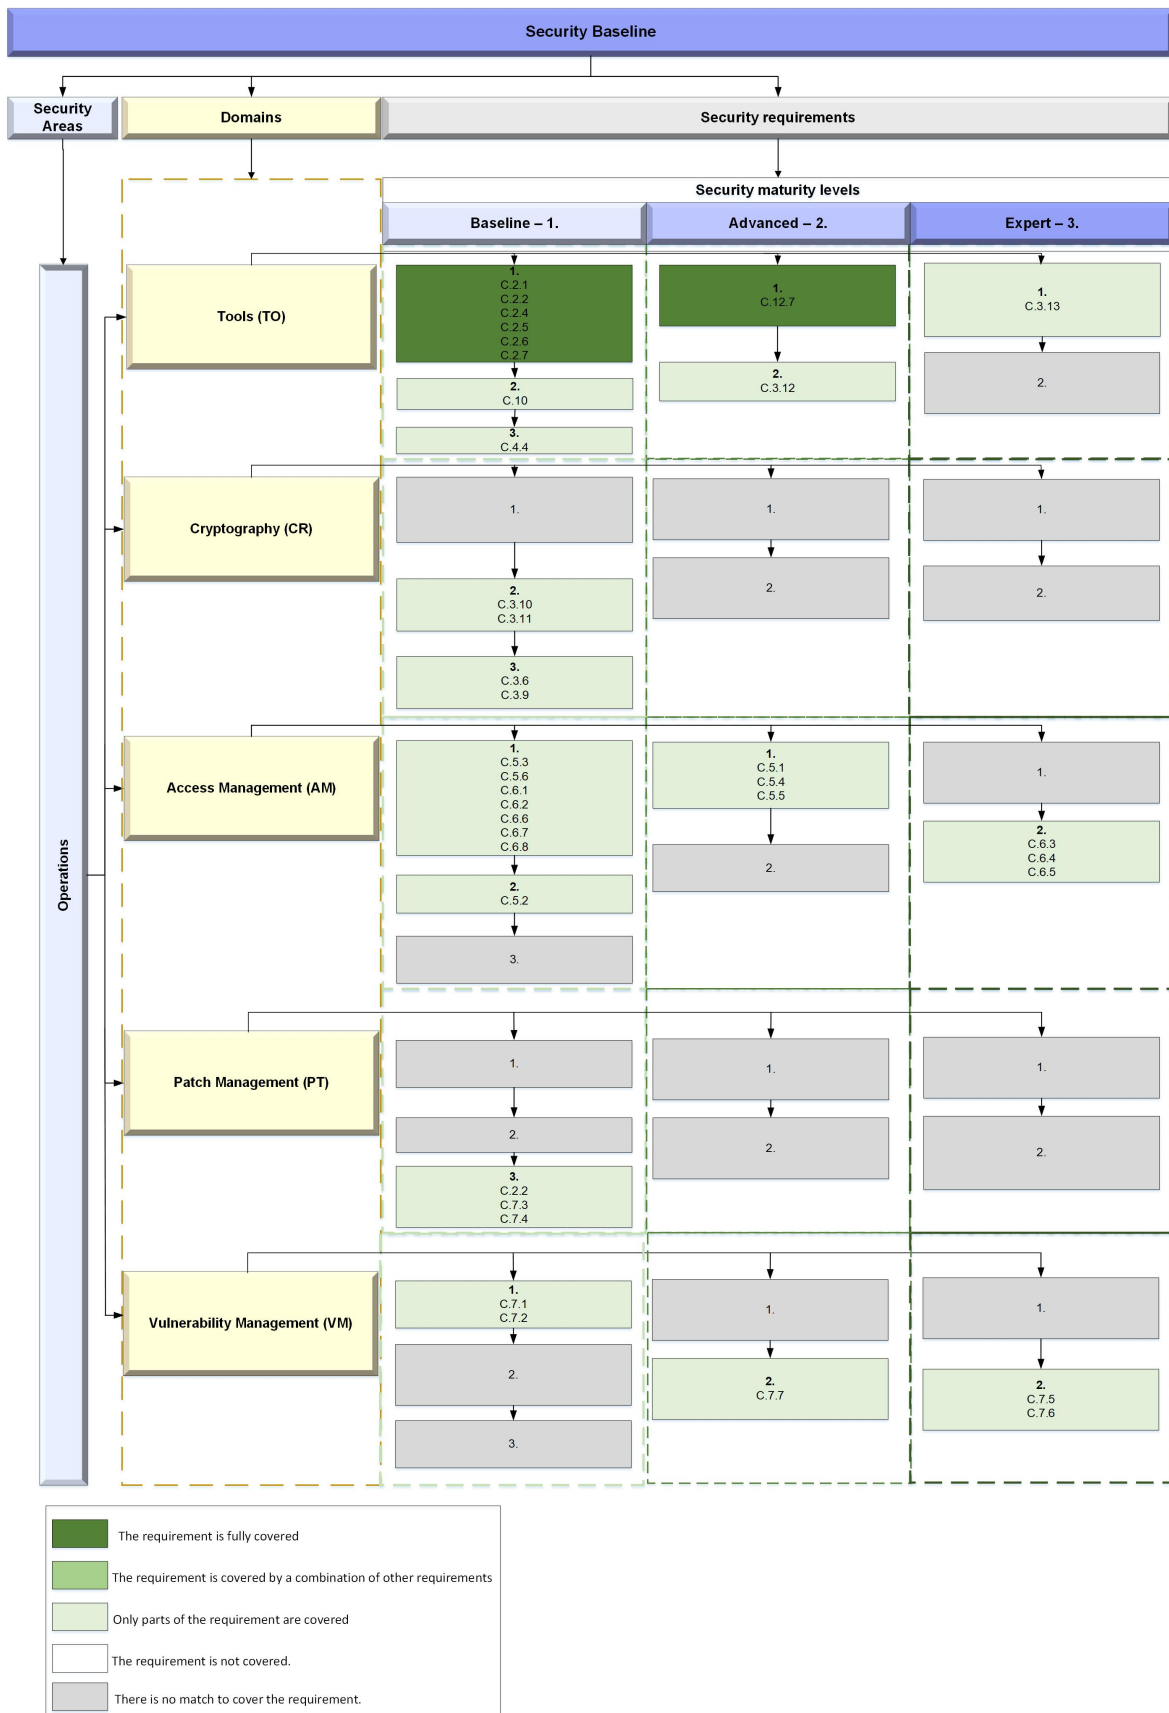 Security Baseline
Security
Areas
Domains
Security requirements
Security maturity levels
Baseline – 1.
Advanced – 2.
Expert – 3.
Operations
Tools (TO)
1.
C.2.1
C.2.2
C.2.4
C.2.5
C.2.6
C.2.7
2.
C.10
3.
C.4.4
1.
C.12.7
2.
C.3.12
1.
C.3.13
2.
Cryptography (CR)
1.
2.
C.3.10
C.3.11
3.
C.3.6
C.3.9
1.
2.
1.
2.
Access Management (AM)
1.
C.5.3
C.5.6
C.6.1
C.6.2
C.6.6
C.6.7
C.6.8
2.
C.5.2
3.
1.
C.5.1
C.5.4
C.5.5
2.
1.
2.
C.6.3
C.6.4
C.6.5
Patch Management (PT)
1.
2.
3.
C.2.2
C.7.3
C.7.4
1.
2.
1.
2.
Vulnerability Management (VM)
1.
C.7.1
C.7.2
2.
3.
1.
2.
C.7.7
1.
2.
C.7.5
C.7.6
The requirement is fully covered
The requirement is covered by a combination of other requirements
Only parts of the requirement are covered
The requirement is not covered.
There is no match to cover the requirement.